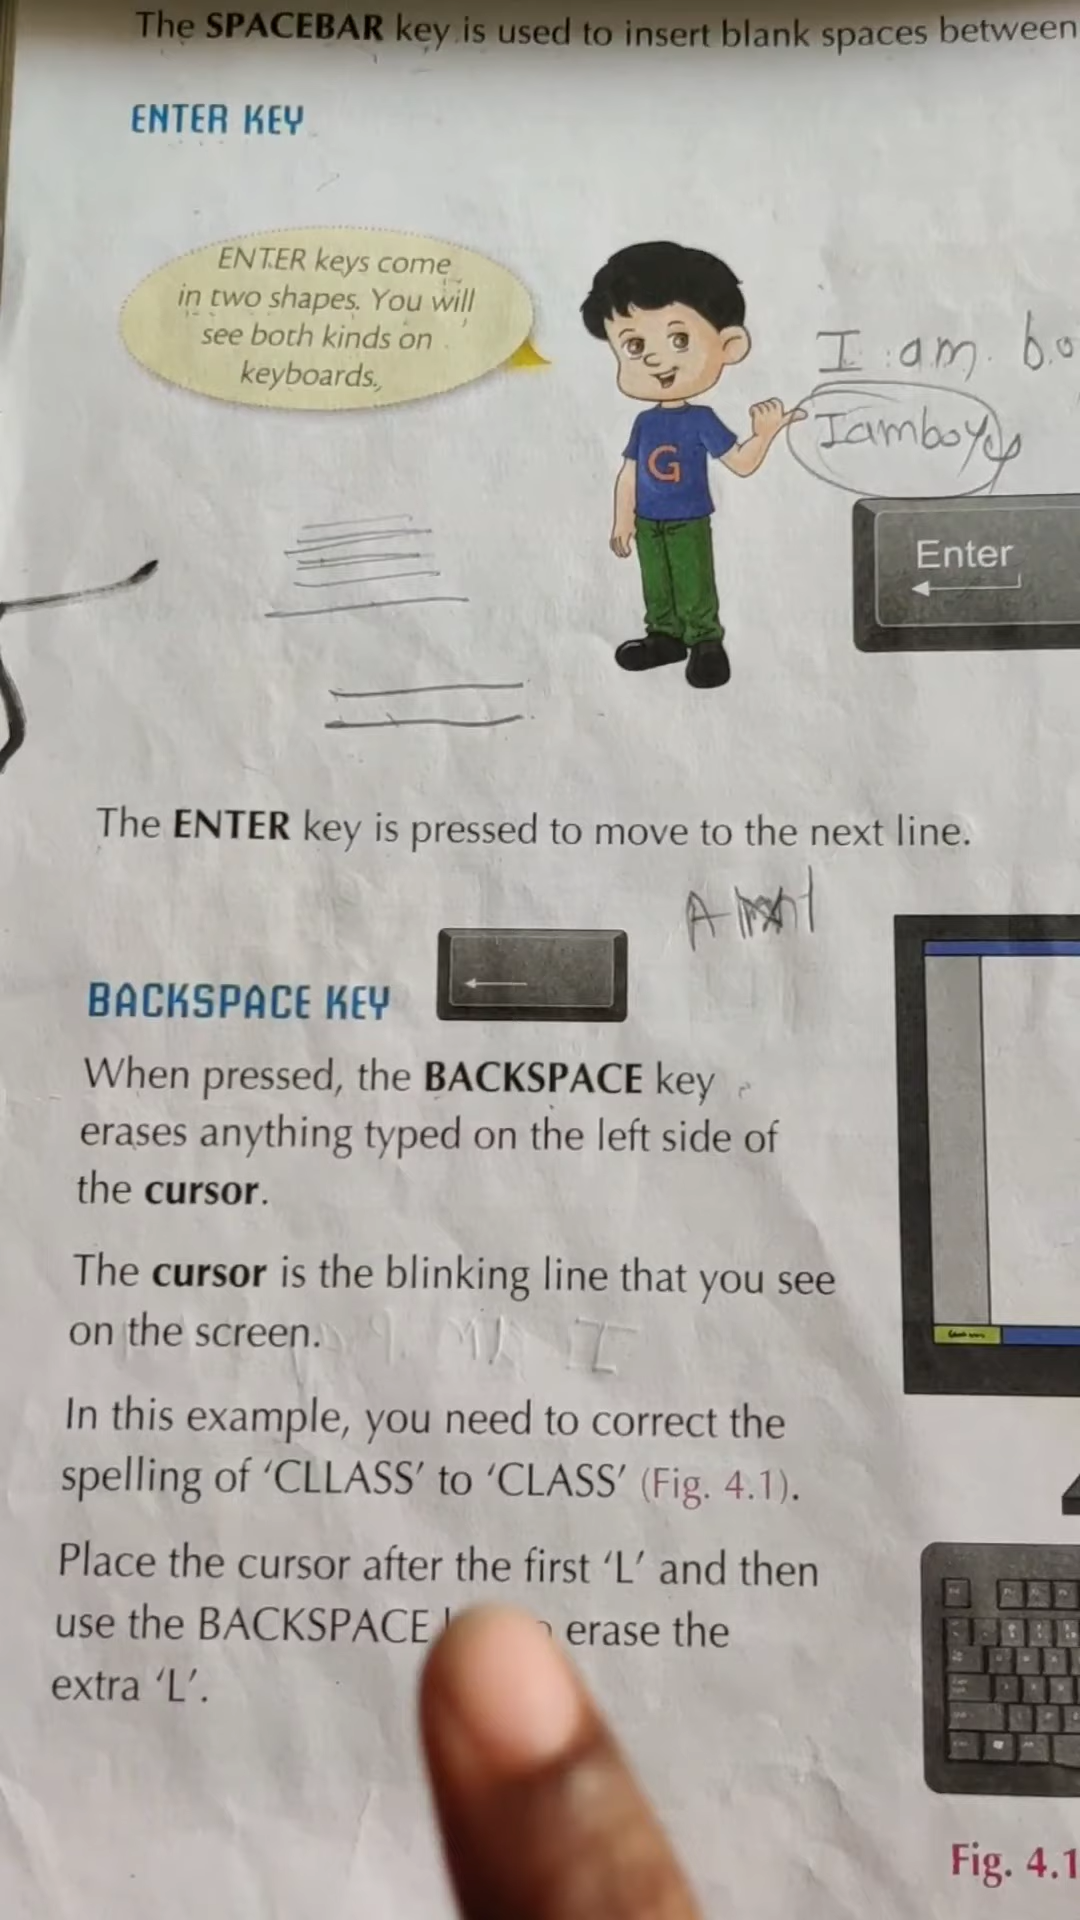 The SPACEBAR key is used to insert blank spaces between
ENTER KEY
ENTER keys come
in two shapes. You will
see both kinds on
keyboards.
I am bo
Iamboy
G
Enter
The ENTER key is pressed to move to the next line.
BACKSPACE KEY
When pressed, the BACKSPACE key
erases anything typed on the left side of
the cursor.
The cursor is the blinking line that you see
on the screen.
In this example, you need to correct the
spelling of ‘CLLASS’ to ‘CLASS’ (Fig. 4.1).
Place the cursor after the first ‘L’ and then
use the BACKSPACE erase the
extra ‘L’.
Fig. 4.1